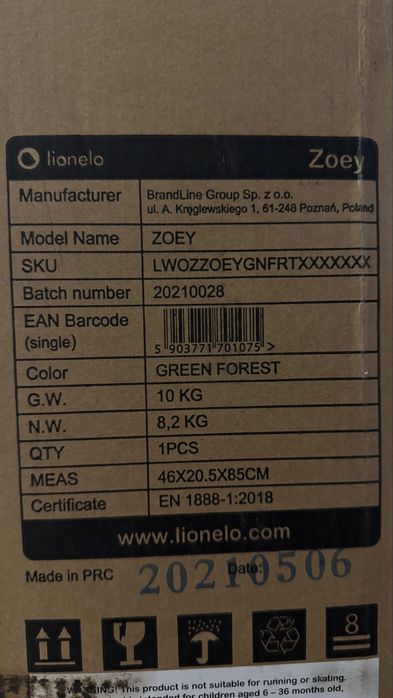 lionelo Zoey
Manufacturer BrandLine Group Sp. z o.o.
ul. A. Kręglewskiego 1, 61-248 Poznań, Poland
Model Name ZOEY
SKU LWOZZOEYGNFRTXXXXXXX
Batch number 20210028
EAN Barcode
(single)
5 903771 701075 >
Color GREEN FOREST
G.W. 10 KG
N.W. 8,2 KG
QTY 1PCS
MEAS 46X20.5X85CM
Certificate EN 1888-1:2018
www.lionelo.com
Made in PRC Date:
20210506
8
This product is not suitable for running or skating.
intended for children aged 6 – 36 months old,